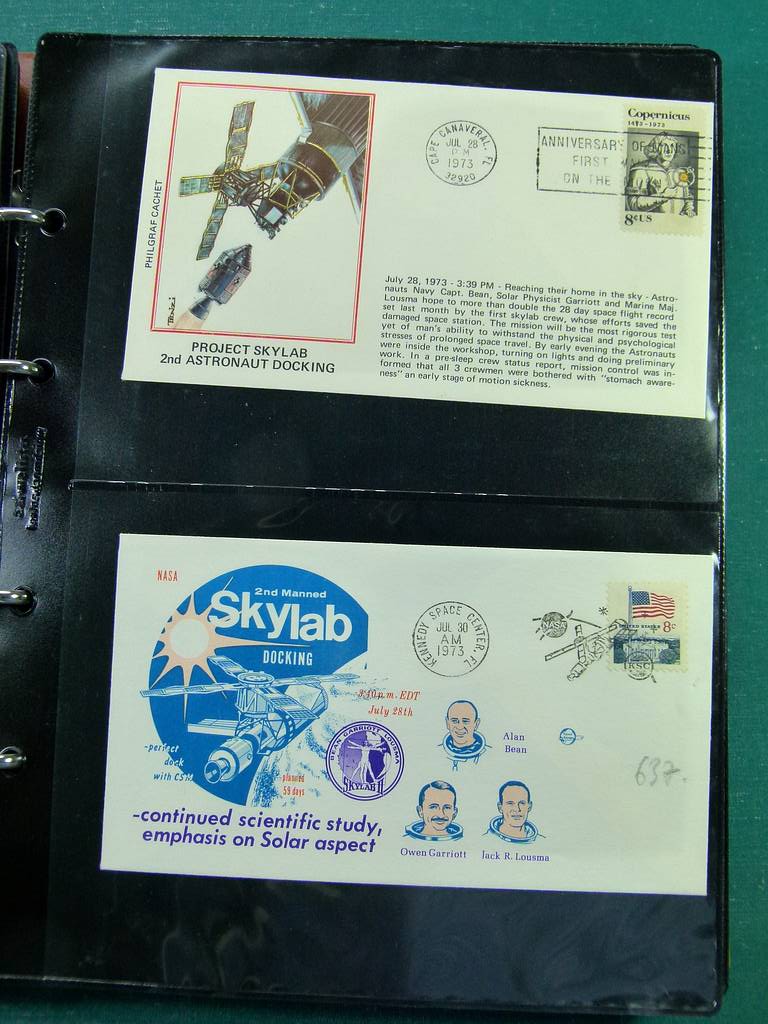 PHILGRAF CACHET
PROJECT SKYLAB
2nd ASTRONAUT DOCKING
CAPE CANAVERAL, FL
JUL 28
PM
1973
32920
ANNIVERSARY OF MANS
FIRST
ON THE
Copernicus
1473-1973
8¢US
July 28, 1973 - 3:39 PM - Reaching their home in the sky - Astro-
nauts Navy Capt. Bean, Solar Physicist Garriott and Marine Maj.
Lousma hope to more than double the 28 day space flight record
set last month by the first skylab crew, whose efforts saved the
damaged space station. The mission will be the most rigorous test
yet of man's ability to withstand the physical and psychological
stresses of prolonged space travel. By early evening the Astronauts
were inside the workshop, turning on lights and doing preliminary
work. In a pre-sleep crew status report, mission control was in-
formed that all 3 crewmen were bothered with "stomach aware-
ness" an early stage of motion sickness.
NASA
2nd Manned
Skylab
DOCKING
3:40 p.m. EDT
July 28th
-perfect
dock
with CSM
planned
59 days
BEAN GARRIOTT LOUSMA
SKYLAB II
-continued scientific study,
emphasis on Solar aspect
KENNEDY SPACE CENTER, FL
JUL 30
AM
1973
NASA
UNITED STATES 8c
KSC
Alan
Bean
Owen Garriott
Jack R. Lousma
637.